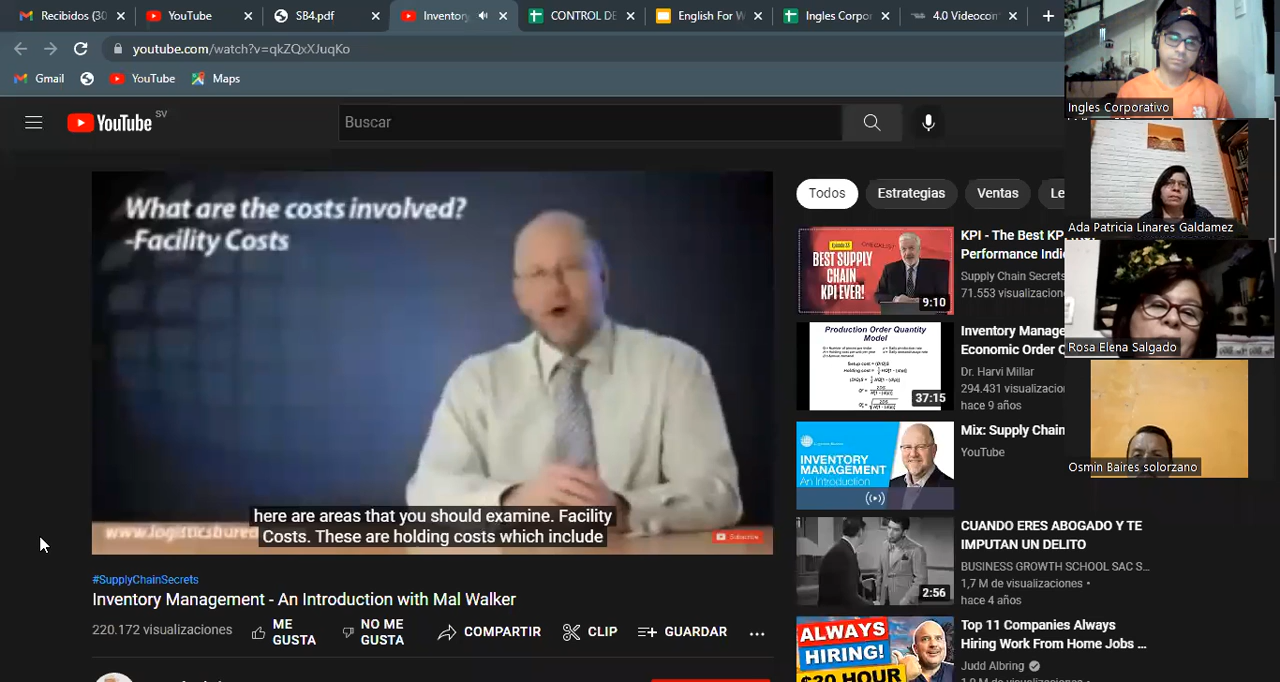 Recibidos (30
YouTube
SB4.pdf
Inventory
CONTROL DE
English For W
Ingles Corpor
4.0 Videocon
youtube.com/watch?v=qkZQxXJuqKo
Gmail
YouTube
Maps
YouTube SV
Buscar
What are the costs involved?
-Facility Costs
here are areas that you should examine. Facility
Costs. These are holding costs which include
www.logisticsburea
Subscribe
#SupplyChainSecrets
Inventory Management - An Introduction with Mal Walker
220.172 visualizaciones
ME GUSTA
NO ME GUSTA
COMPARTIR
CLIP
GUARDAR
Todos
Estrategias
Ventas
Le
Episode 33
BEST SUPPLY
CHAIN
KPI EVER!
9:10
KPI - The Best KP
Performance Indi
Supply Chain Secrets
71.553 visualizacion
Production Order Quantity
Model
37:15
Inventory Manage
Economic Order Q
Dr. Harvi Millar
294.431 visualizacio
hace 9 años
INVENTORY
MANAGEMENT
An Introduction
Mix: Supply Chain
YouTube
2:56
CUANDO ERES ABOGADO Y TE
IMPUTAN UN DELITO
BUSINESS GROWTH SCHOOL SAC S...
1,7 M de visualizaciones •
hace 4 años
ALWAYS
HIRING!
$30 HOUR
Top 11 Companies Always
Hiring Work From Home Jobs ...
Judd Albring
Ingles Corporativo
Ada Patricia Linares Galdamez
Rosa Elena Salgado
Osmin Baires solorzano